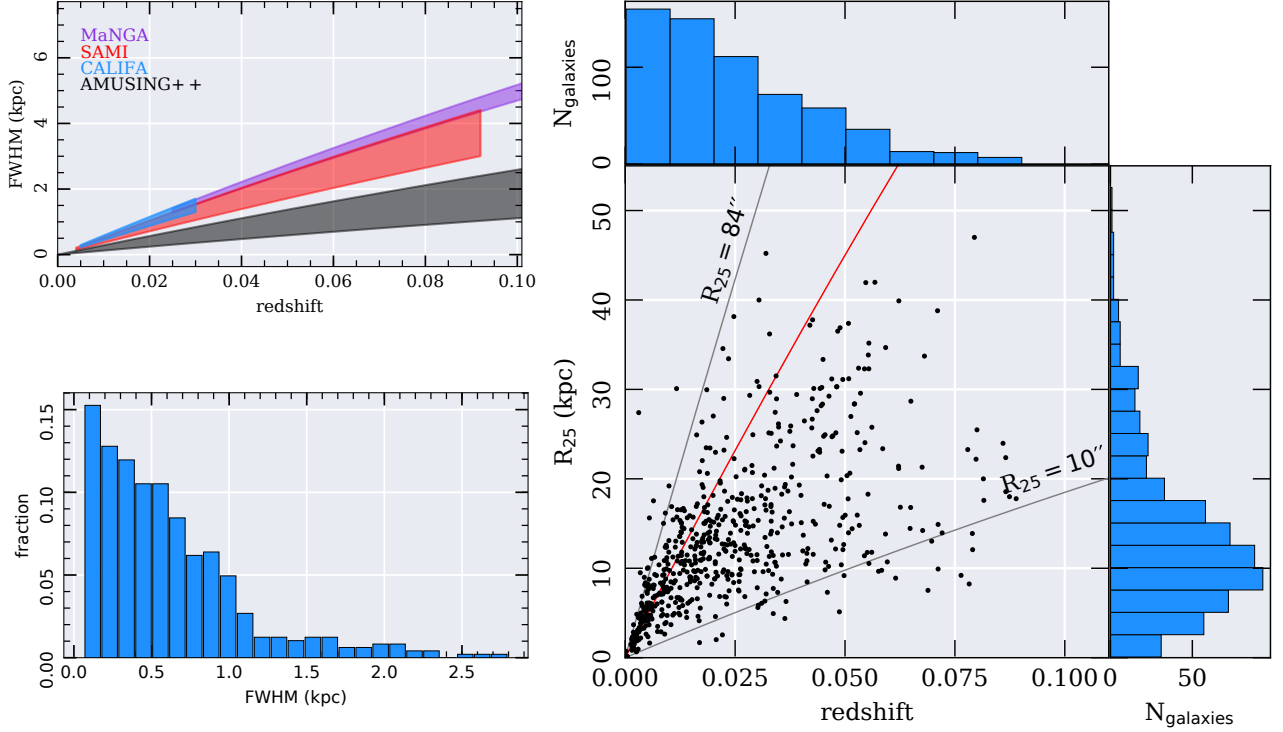 MaNGA
SAMI
CALIFA
AMUSING++
FWHM (kpc)
0
2
4
6
0.00
0.02
0.04
0.06
0.08
0.10
redshift
fraction
0.00
0.05
0.10
0.15
0.0
0.5
1.0
1.5
2.0
2.5
FWHM (kpc)
N_galaxies
0
100
R_25 = 84″
R_25 = 10″
R_25 (kpc)
0
10
20
30
40
50
0.000
0.025
0.050
0.075
0.100
redshift
0
50
N_galaxies